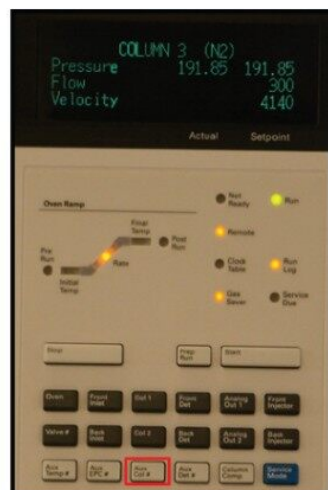 COLUMN 3 (N2)
Pressure 191.85 191.85
Flow 300
Velocity 4140
Actual Setpoint
Oven Ramp
Not Ready
Run
Final Temp
Post Run
Remote
Pre Run
Rate
Clock Table
Run Log
Initial Temp
Gas Saver
Service Due
Stop
Prep Run
Start
Oven
Front Inlet
Col 1
Front Det
Analog Out 1
Front Injector
Valve #
Back Inlet
Col 2
Back Det
Analog Out 2
Back Injector
Aux Temp #
Aux EPC #
Aux Col #
Aux Det #
Column Comp
Service Mode